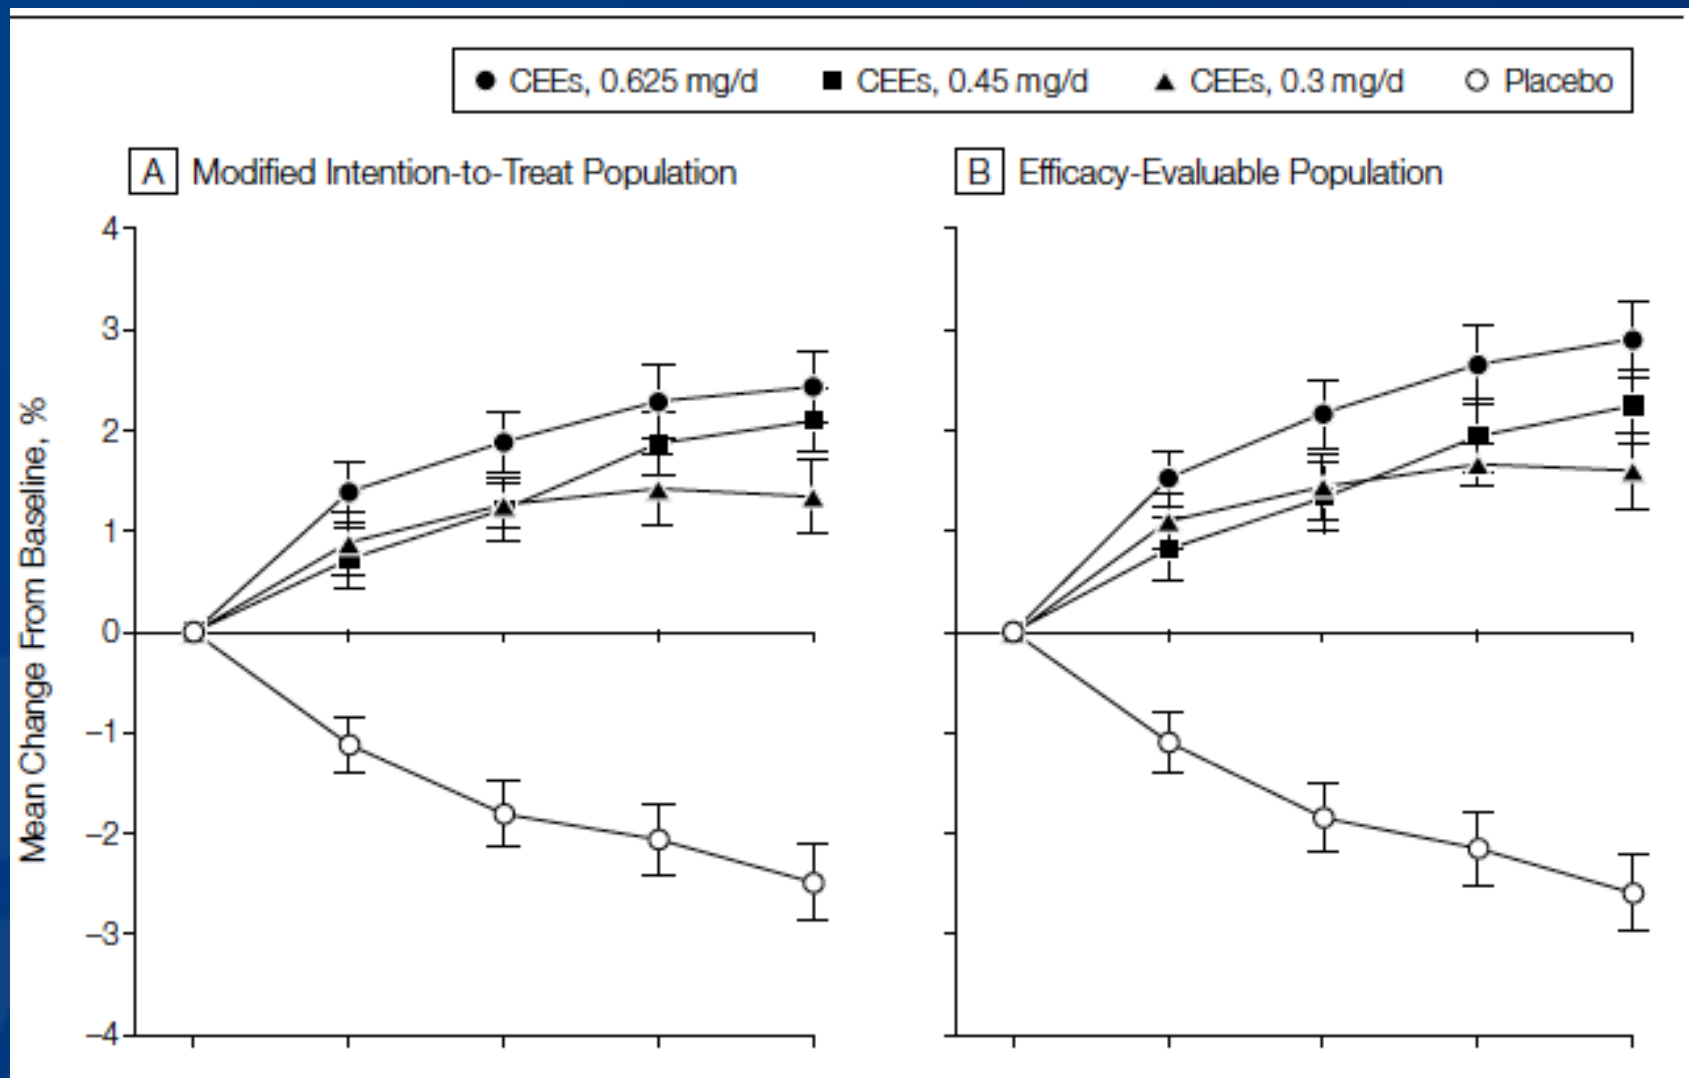 CEEs, 0.625 mg/d CEEs, 0.45 mg/d CEEs, 0.3 mg/d Placebo
A Modified Intention-to-Treat Population
B Efficacy-Evaluable Population
Mean Change From Baseline, %
4
3
2
1
0
–1
–2
–3
–4